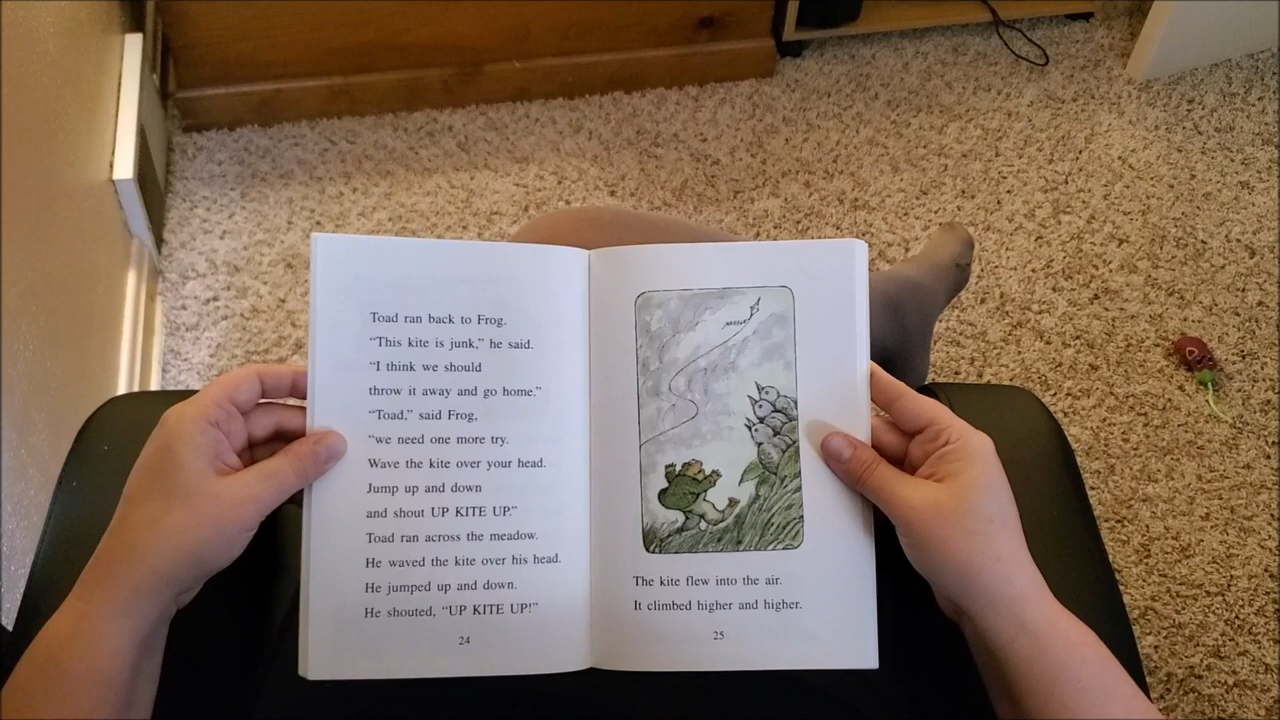 Toad ran back to Frog.
“This kite is junk,” he said.
“I think we should
throw it away and go home.”
“Toad,” said Frog,
“we need one more try.
Wave the kite over your head.
Jump up and down
and shout UP KITE UP.”
Toad ran across the meadow.
He waved the kite over his head.
He jumped up and down.
He shouted, “UP KITE UP!”
24
The kite flew into the air.
It climbed higher and higher.
25